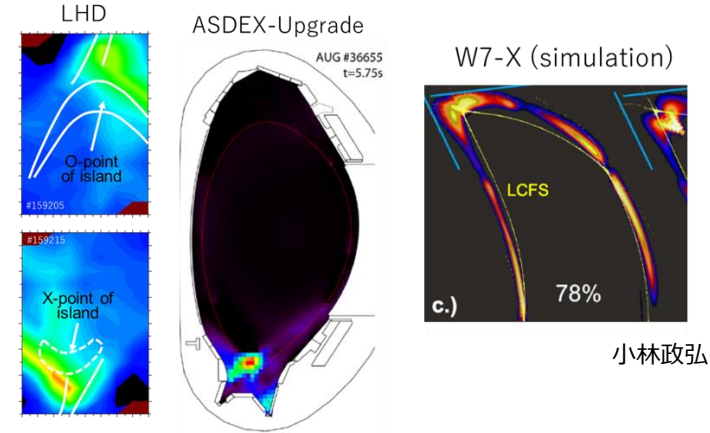 LHD
ASDEX-Upgrade
W7-X (simulation)
AUG #36655
t=5.75s
O-point
of island
#159205
#159215
X-point of
island
LCFS
c.)
78%
小林政弘